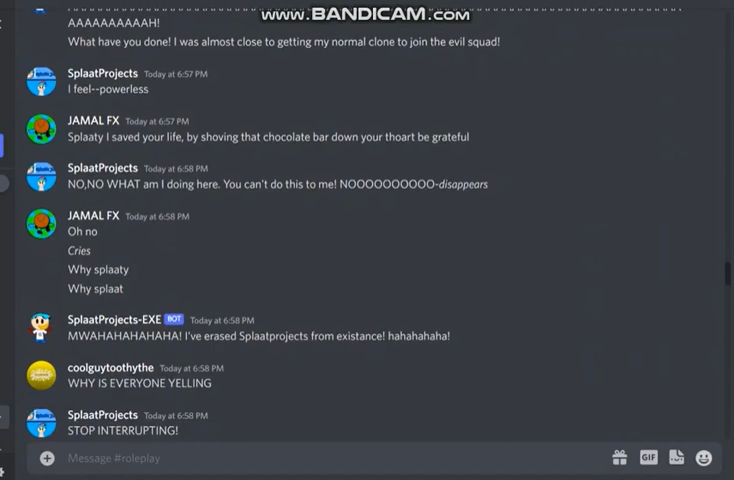 www.BANDICAM.com
AAAAAAAAAAH!
What have you done! I was almost close to getting my normal clone to join the evil squad!
SplaatProjects Today at 6:57 PM
I feel--powerless
JAMAL FX Today at 6:57 PM
Splaaty I saved your life, by shoving that chocolate bar down your thoart be grateful
SplaatProjects Today at 6:58 PM
NO,NO WHAT am I doing here. You can't do this to me! NOOOOOOOOOO-disappears
JAMAL FX Today at 6:58 PM
Oh no
Cries
Why splaaty
Why splaat
SplaatProjects-EXE BOT Today at 6:58 PM
MWAHAHAHAHAHA! I've erased Splaatprojects from existance! hahahahaha!
coolguytoothythe Today at 6:58 PM
WHY IS EVERYONE YELLING
SplaatProjects Today at 6:58 PM
STOP INTERRUPTING!
Message #roleplay
GIF